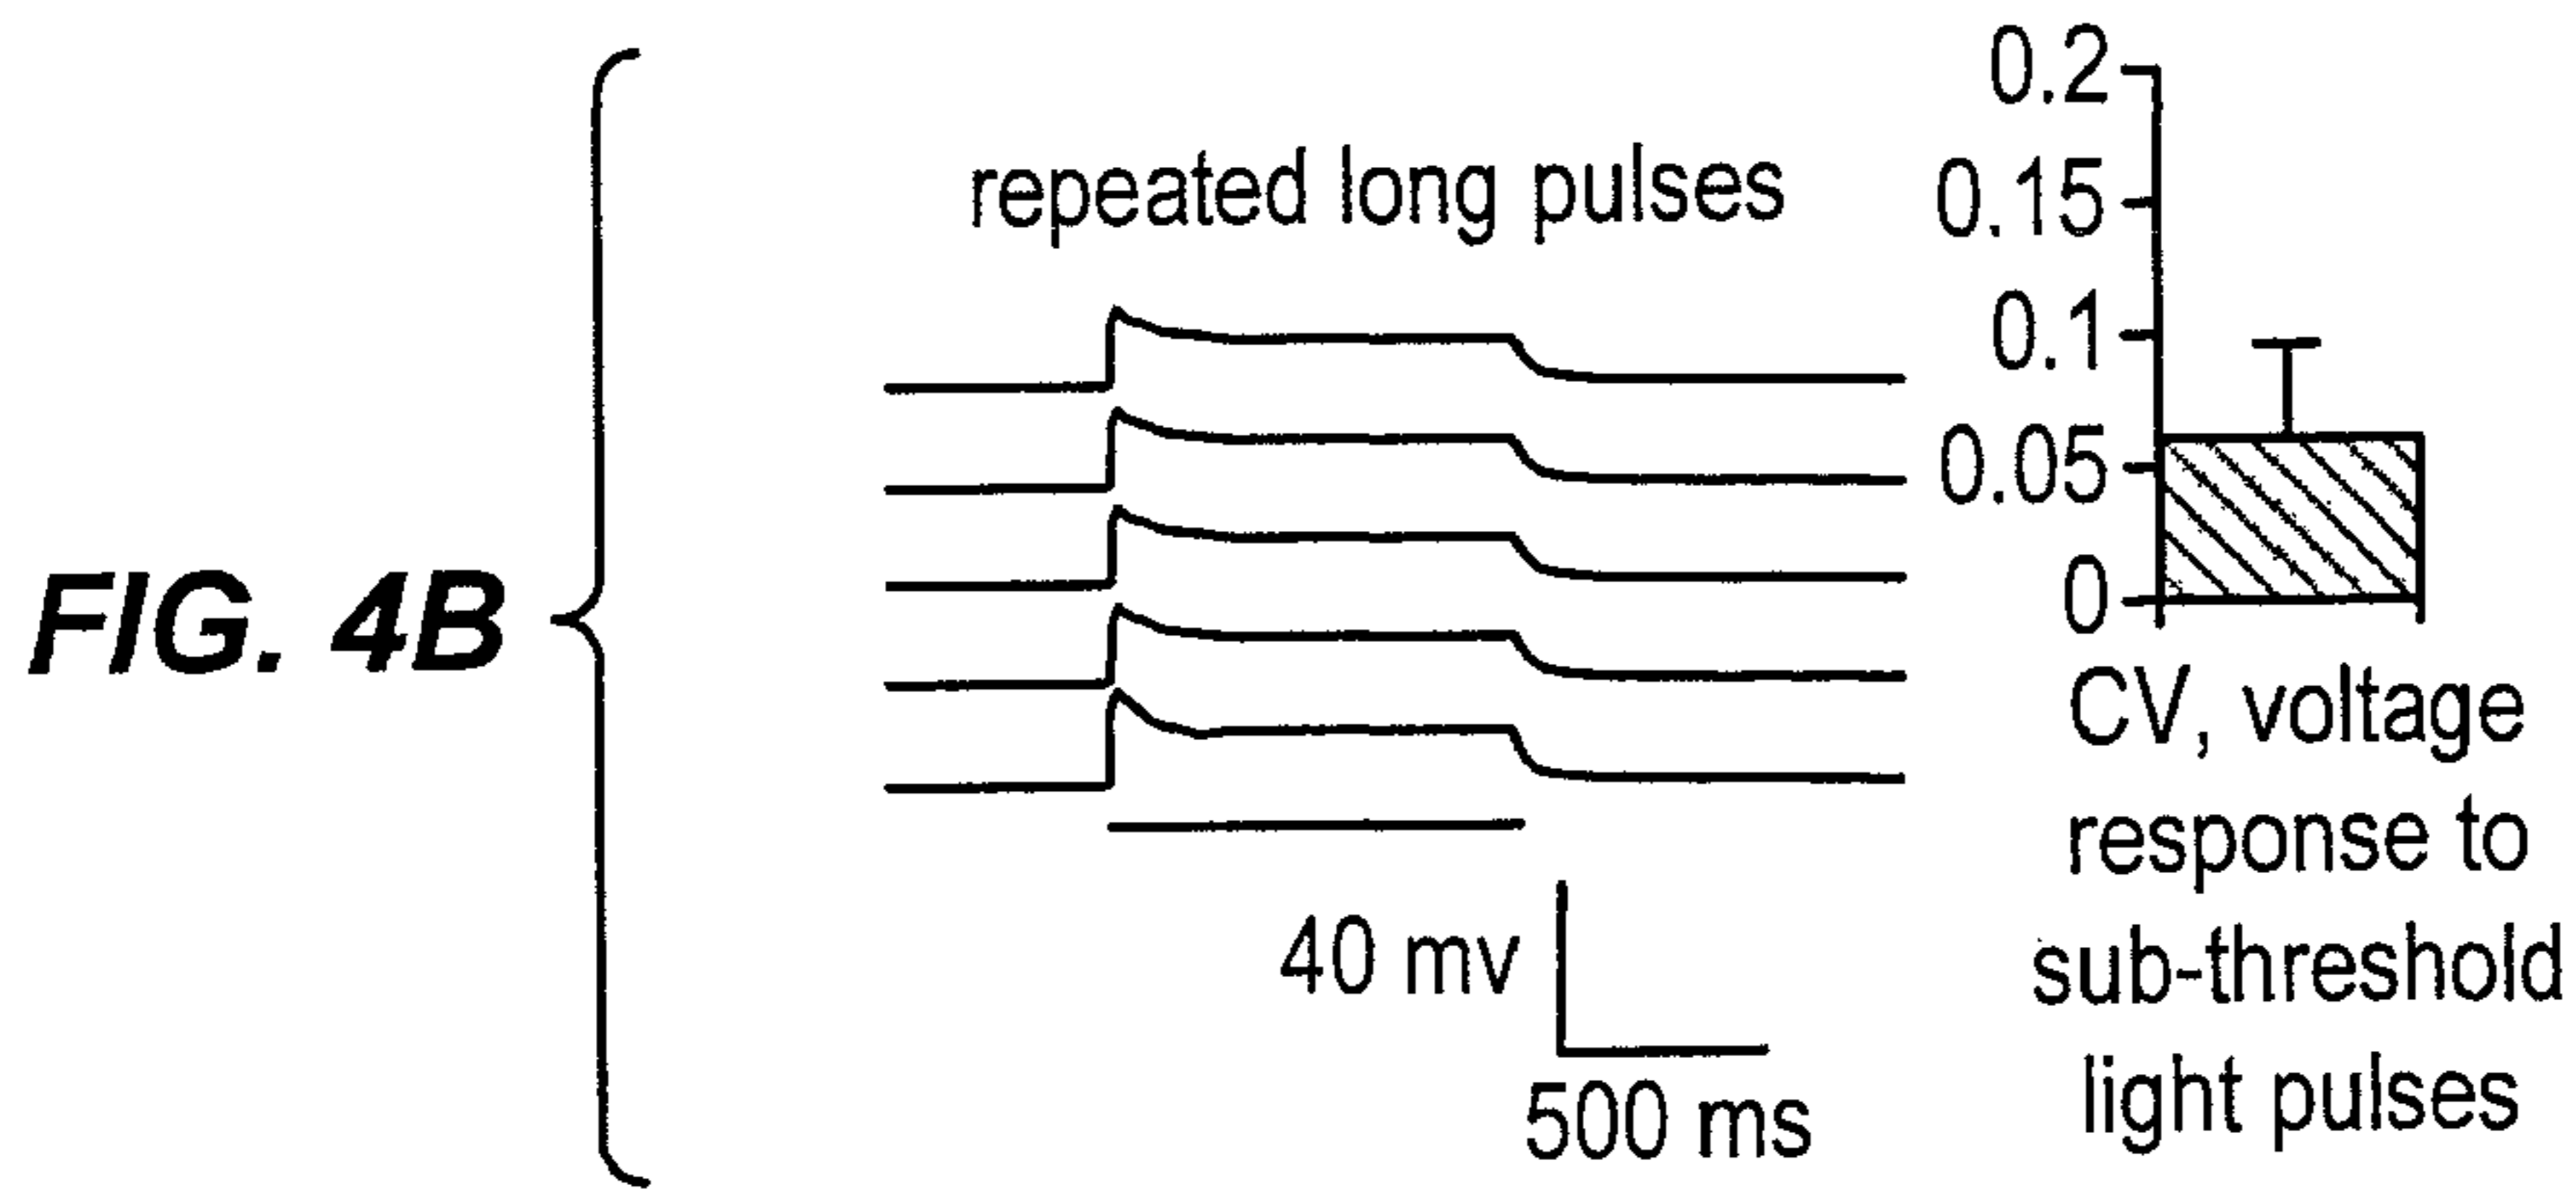 FIG. 4B
repeated long pulses
40 mv
500 ms
0.2
0.15
0.1
0.05
0
CV, voltage
response to
sub-threshold
light pulses